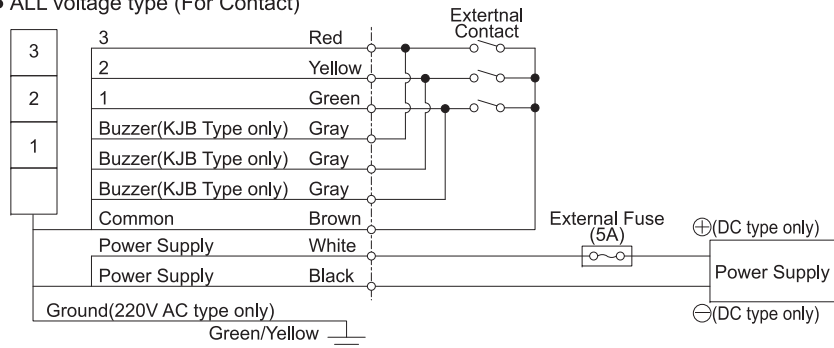 ALL voltage type (For Contact)
Extertnal
Contact
3
2
1
3 Red
2 Yellow
1 Green
Buzzer(KJB Type only) Gray
Buzzer(KJB Type only) Gray
Buzzer(KJB Type only) Gray
Common Brown
Power Supply White
Power Supply Black
Ground(220V AC type only)
Green/Yellow
External Fuse
(5A)
⊕(DC type only)
Power Supply
⊖(DC type only)